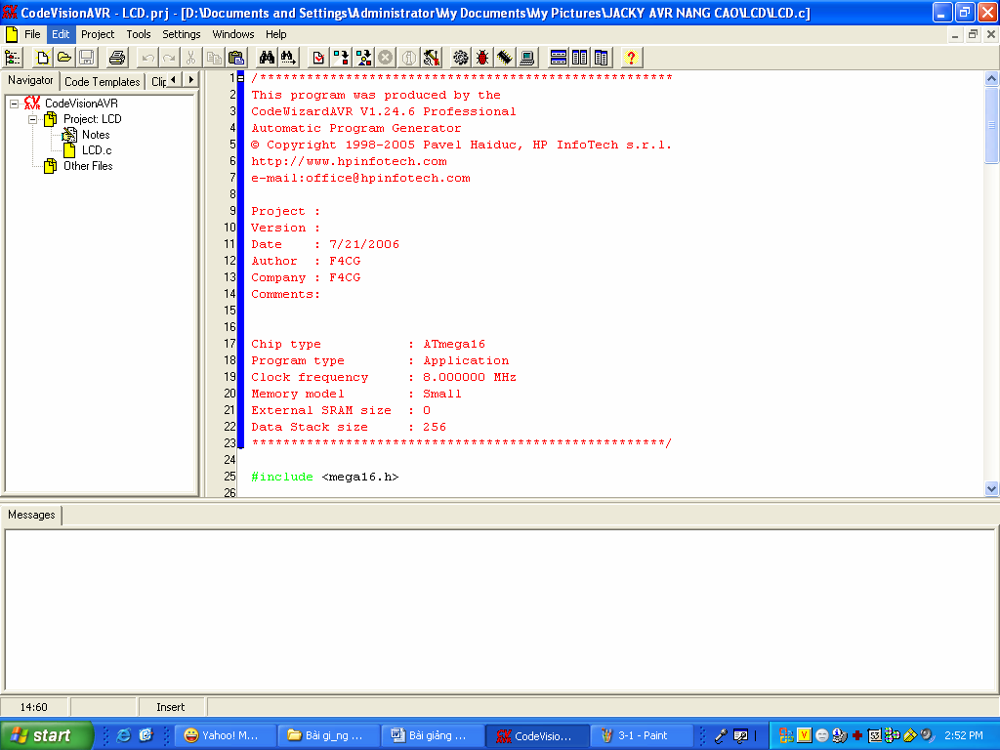 CodeVisionAVR - LCD.prj - [D:\Documents and Settings\Administrator\My Documents\My Pictures\JACKY AVR NANG CAO\LCD\LCD.c]
File Edit Project Tools Settings Windows Help
Navigator Code Templates Clip
CodeVisionAVR
Project: LCD
Notes
LCD.c
Other Files
1 /*****************************************************
2 This program was produced by the
3 CodeWizardAVR V1.24.6 Professional
4 Automatic Program Generator
5 © Copyright 1998-2005 Pavel Haiduc, HP InfoTech s.r.l.
6 http://www.hpinfotech.com
7 e-mail:office@hpinfotech.com
8
9 Project :
10 Version :
11 Date    : 7/21/2006
12 Author  : F4CG
13 Company : F4CG
14 Comments:
15
16
17 Chip type           : ATmega16
18 Program type        : Application
19 Clock frequency     : 8.000000 MHz
20 Memory model        : Small
21 External SRAM size  : 0
22 Data Stack size     : 256
23 *****************************************************/
24
25 #include <mega16.h>
26
Messages
14:60 Insert
start Yahoo! M... Bài gi_ng ... Bài giảng ... CodeVisio... 3-1 - Paint 2:52 PM